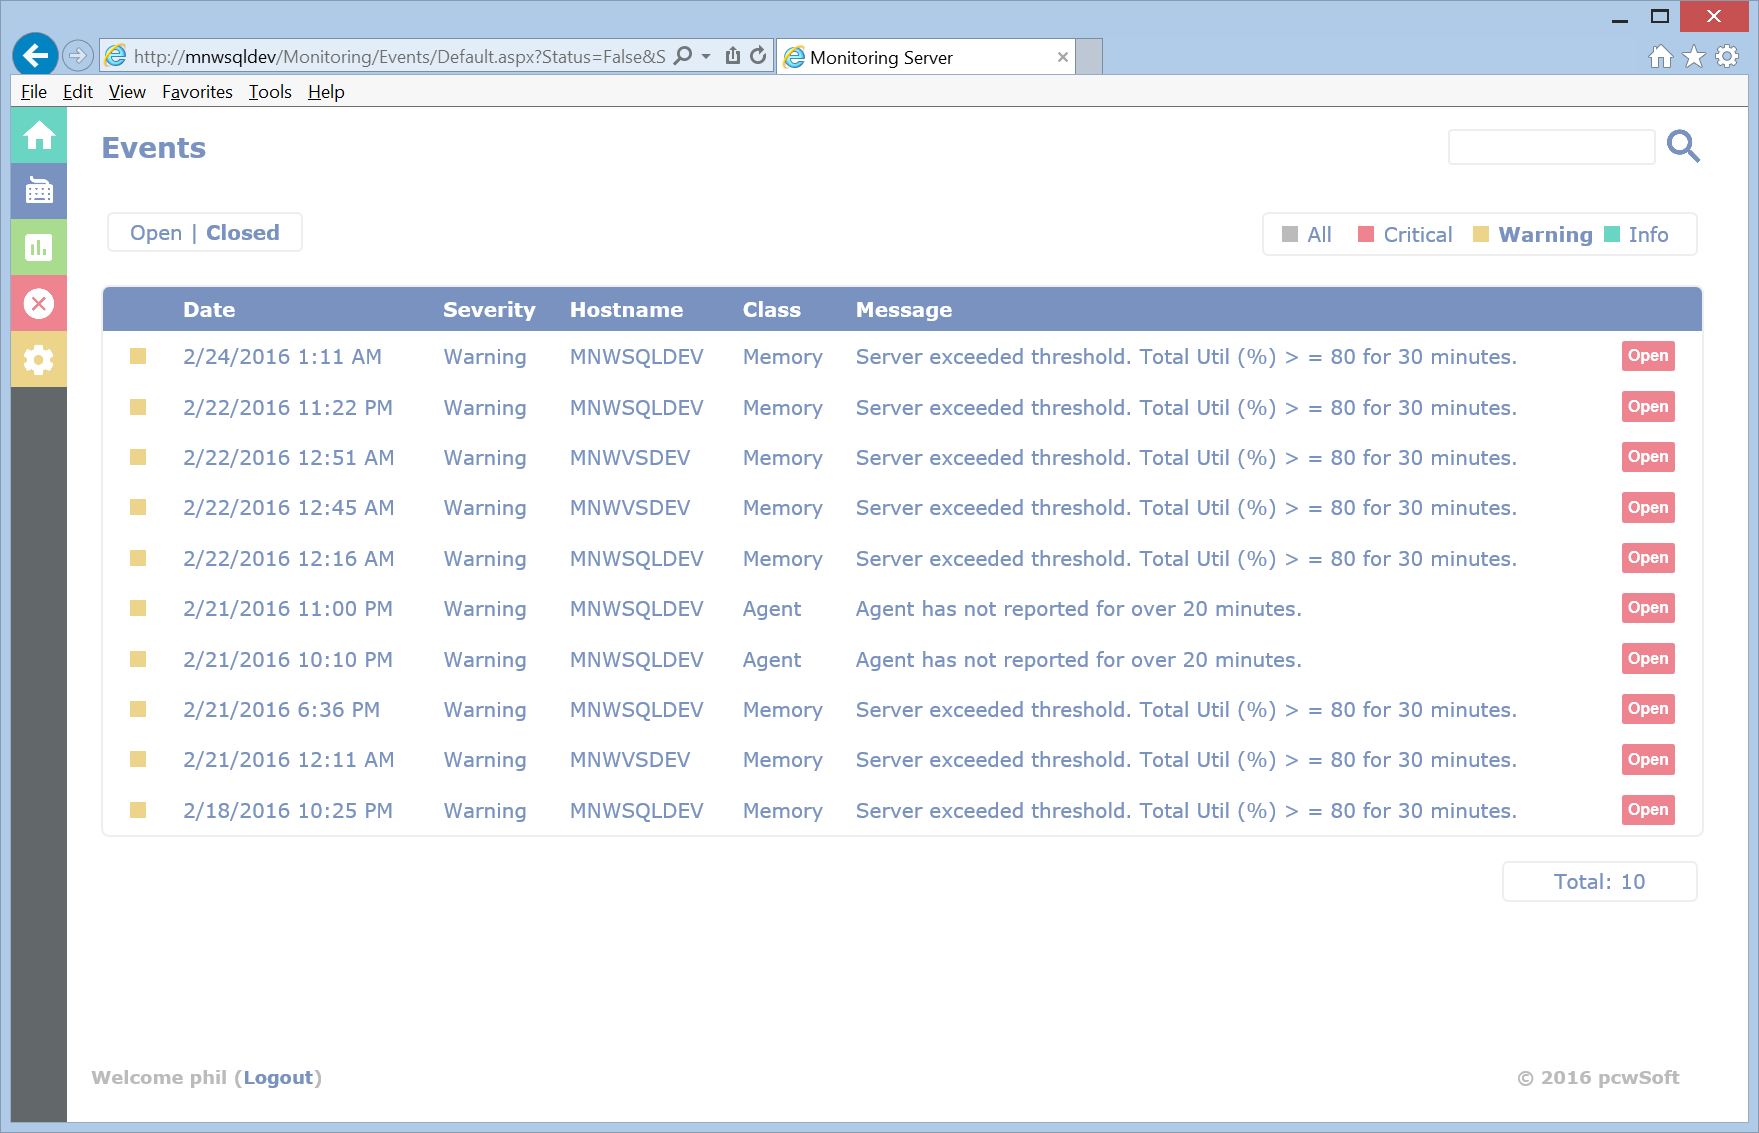 http://mnwsqldev/Monitoring/Events/Default.aspx?Status=False&S
Monitoring Server
File Edit View Favorites Tools Help
Events
Open | Closed
All Critical Warning Info
Date Severity Hostname Class Message
2/24/2016 1:11 AM Warning MNWSQLDEV Memory Server exceeded threshold. Total Util (%) > = 80 for 30 minutes. Open
2/22/2016 11:22 PM Warning MNWSQLDEV Memory Server exceeded threshold. Total Util (%) > = 80 for 30 minutes. Open
2/22/2016 12:51 AM Warning MNWVSDEV Memory Server exceeded threshold. Total Util (%) > = 80 for 30 minutes. Open
2/22/2016 12:45 AM Warning MNWVSDEV Memory Server exceeded threshold. Total Util (%) > = 80 for 30 minutes. Open
2/22/2016 12:16 AM Warning MNWSQLDEV Memory Server exceeded threshold. Total Util (%) > = 80 for 30 minutes. Open
2/21/2016 11:00 PM Warning MNWSQLDEV Agent Agent has not reported for over 20 minutes. Open
2/21/2016 10:10 PM Warning MNWSQLDEV Agent Agent has not reported for over 20 minutes. Open
2/21/2016 6:36 PM Warning MNWSQLDEV Memory Server exceeded threshold. Total Util (%) > = 80 for 30 minutes. Open
2/21/2016 12:11 AM Warning MNWVSDEV Memory Server exceeded threshold. Total Util (%) > = 80 for 30 minutes. Open
2/18/2016 10:25 PM Warning MNWSQLDEV Memory Server exceeded threshold. Total Util (%) > = 80 for 30 minutes. Open
Total: 10
Welcome phil (Logout)
© 2016 pcwSoft